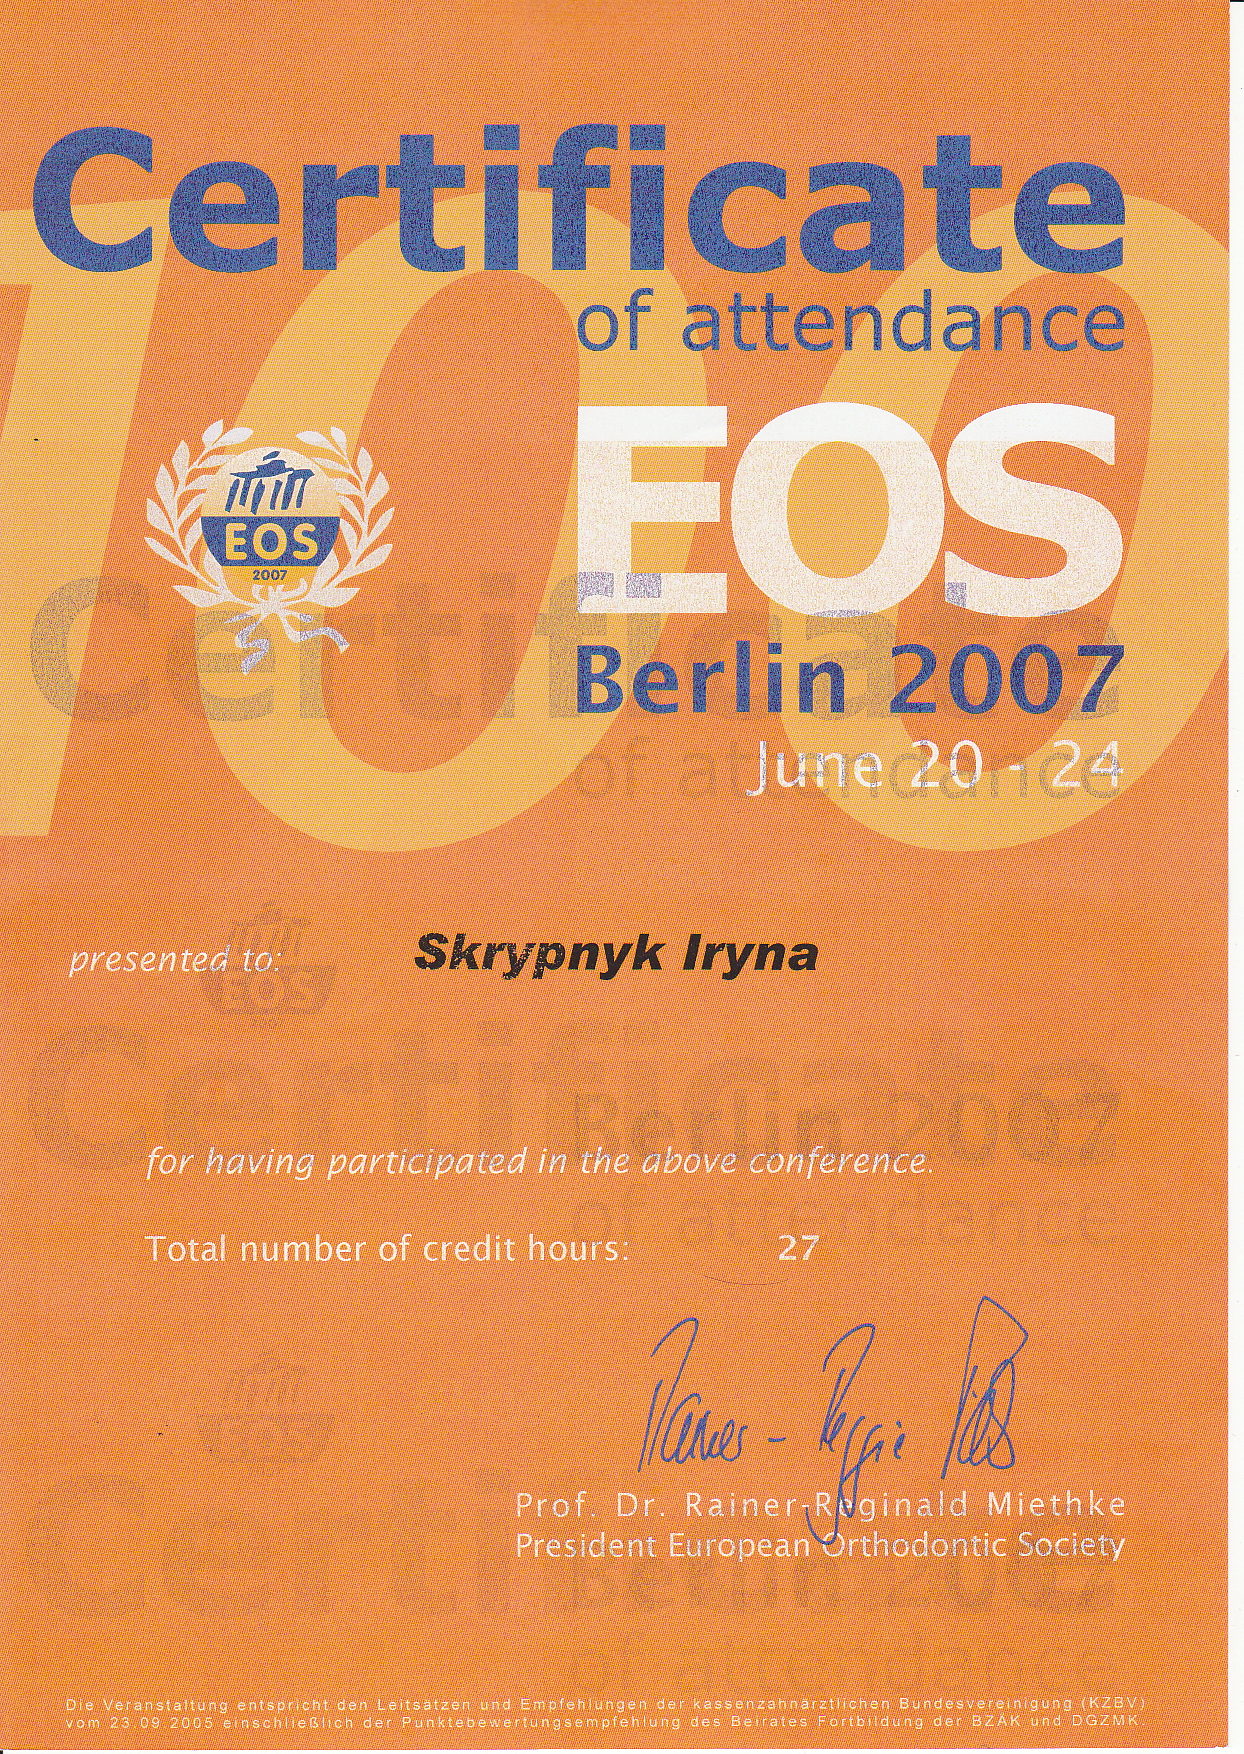 100
Certificate
of attendance
EOS
EOS
2007
Berlin 2007
June 20 - 24
presented to:
Skrypnyk Iryna
for having participated in the above conference.
Total number of credit hours: 27
Prof. Dr. Rainer-Reginald Miethke
President European Orthodontic Society
Die Veranstaltung entspricht den Leitsätzen und Empfehlungen der kassenzahnärztlichen Bundesvereinigung (KZBV)
vom 23.09.2005 einschließlich der Punktebewertungsempfehlung des Beirates Fortbildung der BZÄK und DGZMK.